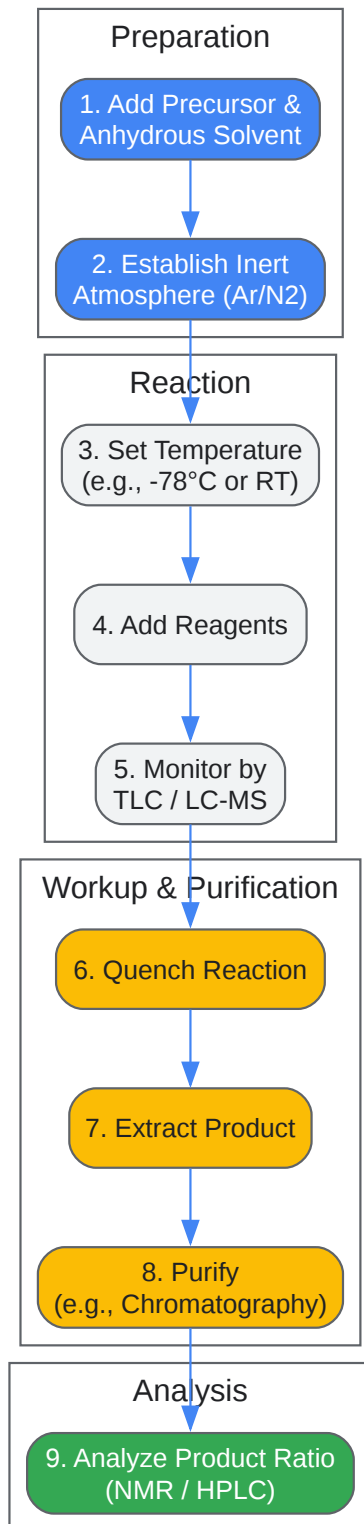 Preparation
1. Add Precursor &
Anhydrous Solvent
2. Establish Inert
Atmosphere (Ar/N2)
Reaction
3. Set Temperature
(e.g., -78°C or RT)
4. Add Reagents
5. Monitor by
TLC / LC-MS
Workup & Purification
6. Quench Reaction
7. Extract Product
8. Purify
(e.g., Chromatography)
Analysis
9. Analyze Product Ratio
(NMR / HPLC)